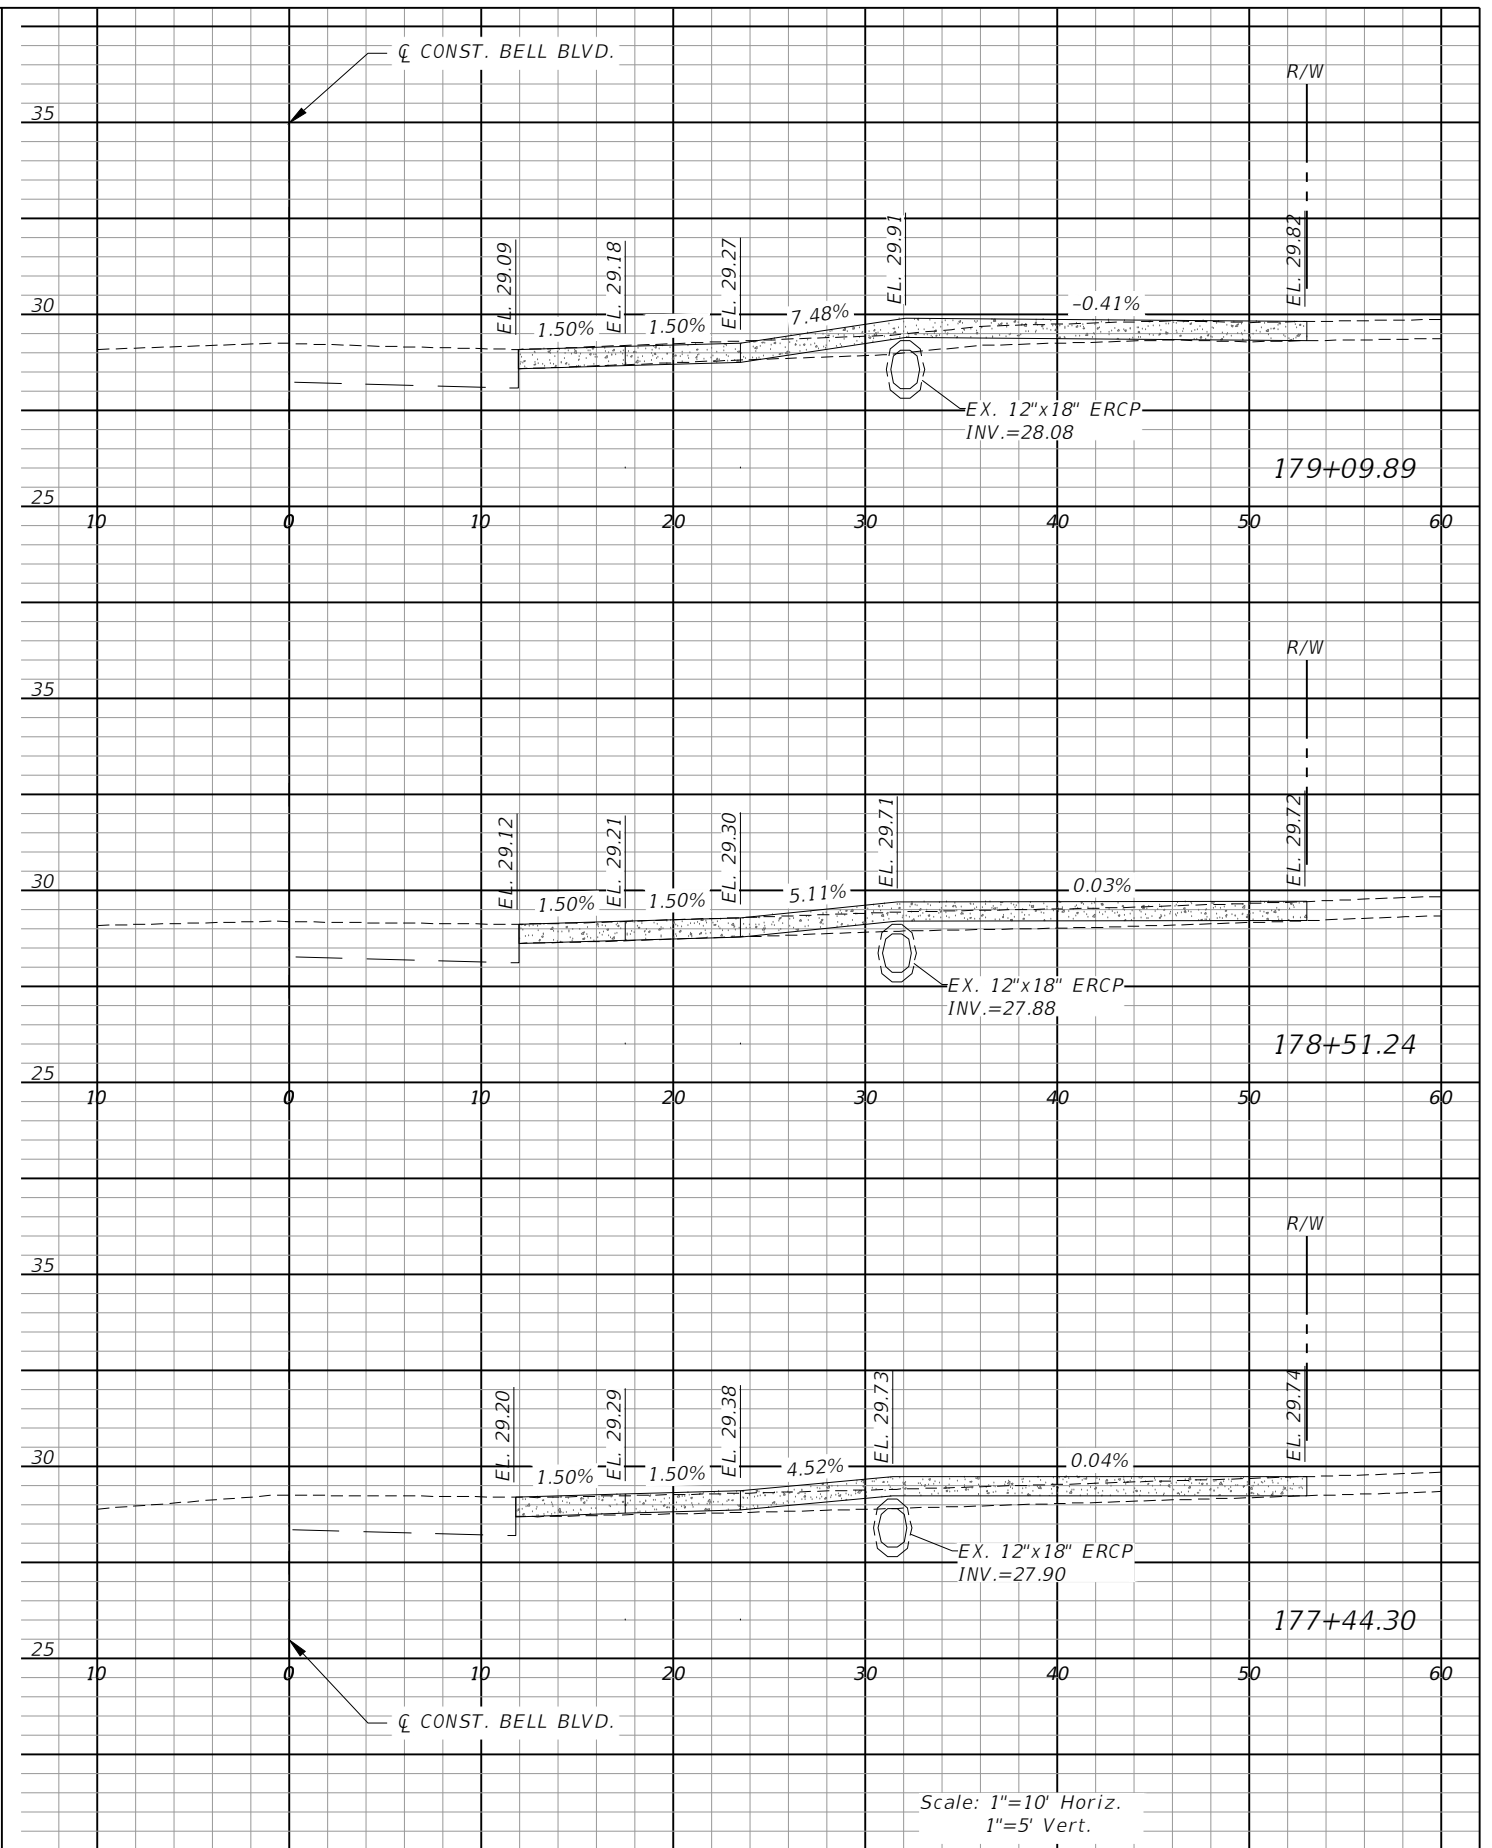 ℄ CONST. BELL BLVD.
R/W
35
EL. 29.09
EL. 29.18
EL. 29.27
EL. 29.91
EL. 29.82
30
1.50%
1.50%
7.48%
-0.41%
EX. 12"x18" ERCP
INV.=28.08
179+09.89
25
10 0 10 20 30 40 50 60
R/W
35
EL. 29.12
EL. 29.21
EL. 29.30
EL. 29.71
EL. 29.72
30
1.50%
1.50%
5.11%
0.03%
EX. 12"x18" ERCP
INV.=27.88
178+51.24
25
10 0 10 20 30 40 50 60
R/W
35
EL. 29.20
EL. 29.29
EL. 29.38
EL. 29.73
EL. 29.74
30
1.50%
1.50%
4.52%
0.04%
EX. 12"x18" ERCP
INV.=27.90
177+44.30
25
10 0 10 20 30 40 50 60
℄ CONST. BELL BLVD.
Scale: 1"=10' Horiz.
1"=5' Vert.